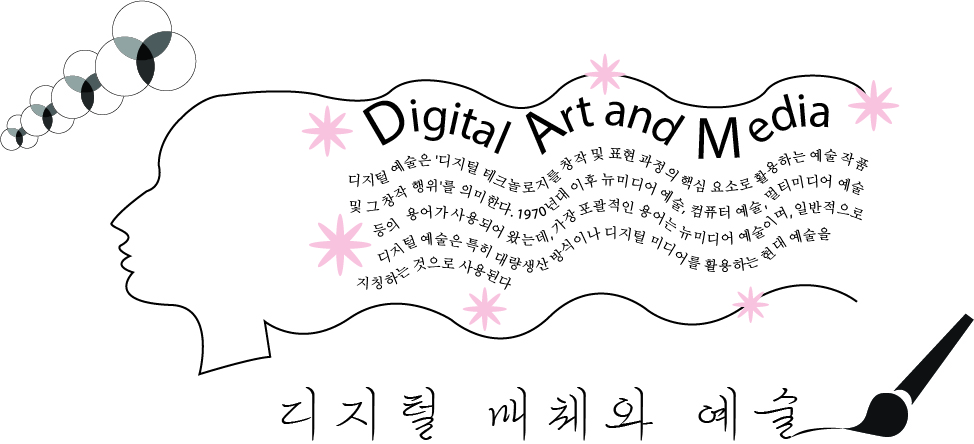 Digital Art and Media
디지털 예술은 '디지털 테크놀로지를 창작 및 표현 과정의 핵심 요소로 활용하는 예술 작품
및 그 창작 행위'를 의미한다. 1970년대 이후 뉴미디어 예술, 컴퓨터 예술, 멀티미디어 예술
등의 용어가 사용되어 왔는데, 가장 포괄적인 용어는 뉴미디어 예술이며, 일반적으로
디지털 예술은 특히 대량생산 방식이나 디지털 미디어를 활용하는 현대 예술을
지칭하는 것으로 사용된다
디지털 매체와 예술